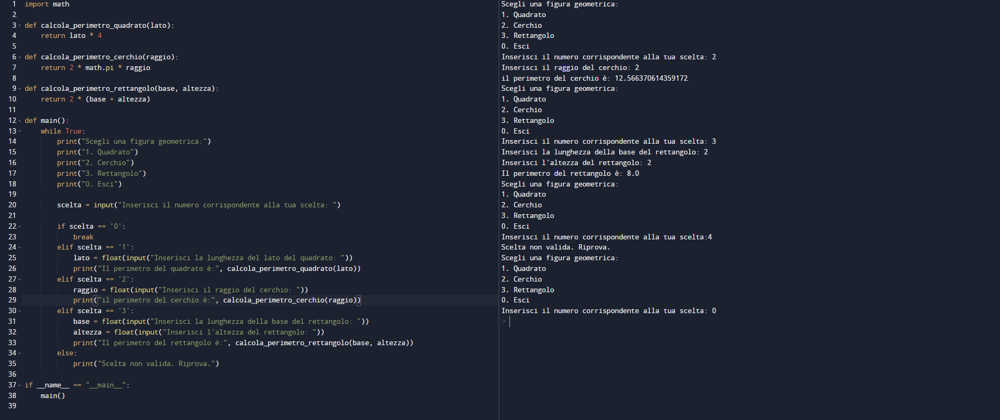 1 import math
2
3 def calcola_perimetro_quadrato(lato):
4     return lato * 4
5
6 def calcola_perimetro_cerchio(raggio):
7     return 2 * math.pi * raggio
8
9 def calcola_perimetro_rettangolo(base, altezza):
10     return 2 * (base + altezza)
11
12 def main():
13     while True:
14         print("Scegli una figura geometrica:")
15         print("1. Quadrato")
16         print("2. Cerchio")
17         print("3. Rettangolo")
18         print("0. Esci")
19
20         scelta = input("Inserisci il numero corrispondente alla tua scelta: ")
21
22         if scelta == '0':
23             break
24         elif scelta == '1':
25             lato = float(input("Inserisci la lunghezza del lato del quadrato: "))
26             print("Il perimetro del quadrato è:", calcola_perimetro_quadrato(lato))
27         elif scelta == '2':
28             raggio = float(input("Inserisci il raggio del cerchio: "))
29             print("il perimetro del cerchio è:", calcola_perimetro_cerchio(raggio))
30         elif scelta == '3':
31             base = float(input("Inserisci la lunghezza della base del rettangolo: "))
32             altezza = float(input("Inserisci l'altezza del rettangolo: "))
33             print("Il perimetro del rettangolo è:", calcola_perimetro_rettangolo(base, altezza))
34         else:
35             print("Scelta non valida. Riprova.")
36
37 if __name__ == "__main__":
38     main()
39
Scegli una figura geometrica:
1. Quadrato
2. Cerchio
3. Rettangolo
0. Esci
Inserisci il numero corrispondente alla tua scelta: 2
Inserisci il raggio del cerchio: 2
il perimetro del cerchio è: 12.566370614359172
Scegli una figura geometrica:
1. Quadrato
2. Cerchio
3. Rettangolo
0. Esci
Inserisci il numero corrispondente alla tua scelta: 3
Inserisci la lunghezza della base del rettangolo: 2
Inserisci l'altezza del rettangolo: 2
Il perimetro del rettangolo è: 8.0
Scegli una figura geometrica:
1. Quadrato
2. Cerchio
3. Rettangolo
0. Esci
Inserisci il numero corrispondente alla tua scelta:4
Scelta non valida. Riprova.
Scegli una figura geometrica:
1. Quadrato
2. Cerchio
3. Rettangolo
0. Esci
Inserisci il numero corrispondente alla tua scelta: 0
>